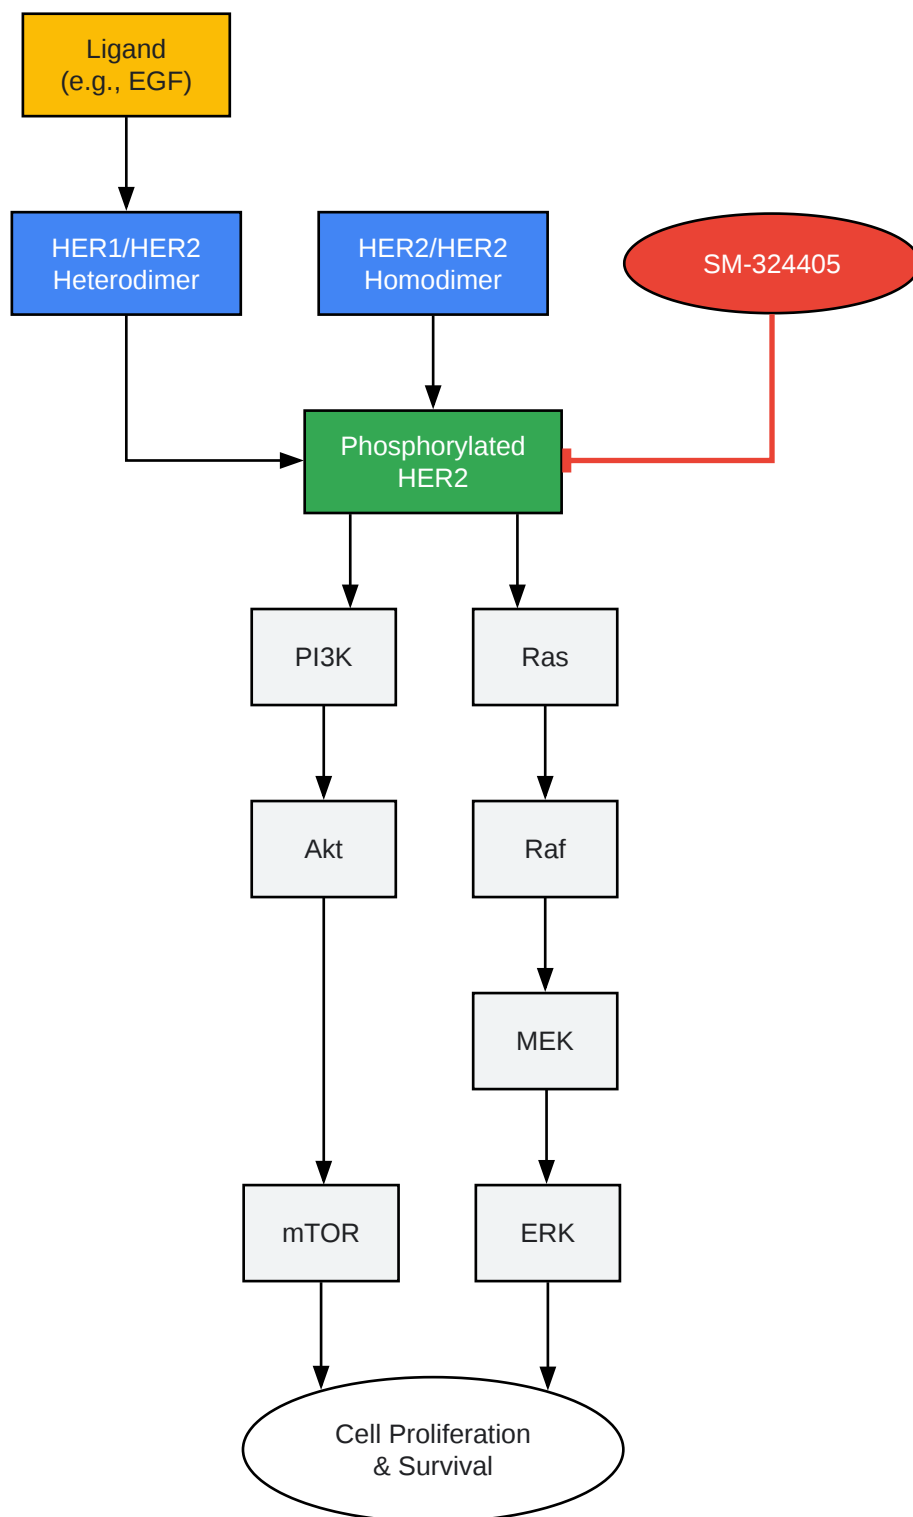 Ligand
(e.g., EGF)
HER1/HER2
Heterodimer
HER2/HER2
Homodimer
SM-324405
Phosphorylated
HER2
PI3K
Ras
Akt
Raf
MEK
mTOR
ERK
Cell Proliferation
& Survival